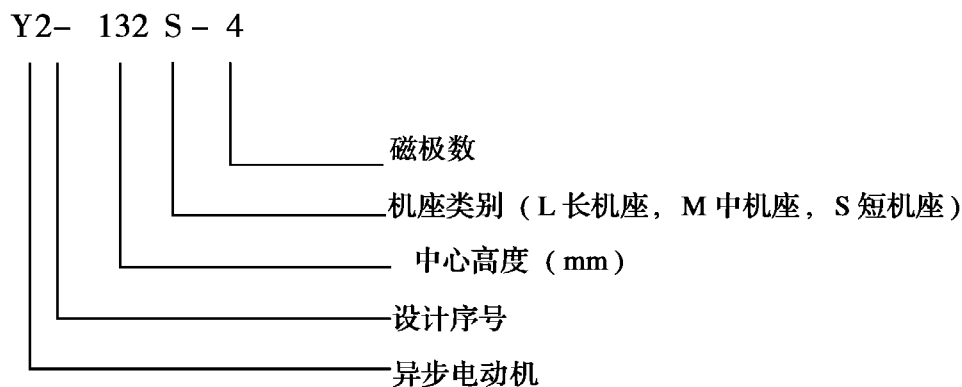 Y2- 132 S - 4
磁极数
机座类别（L 长机座，M 中机座，S 短机座）
中心高度（mm）
设计序号
异步电动机